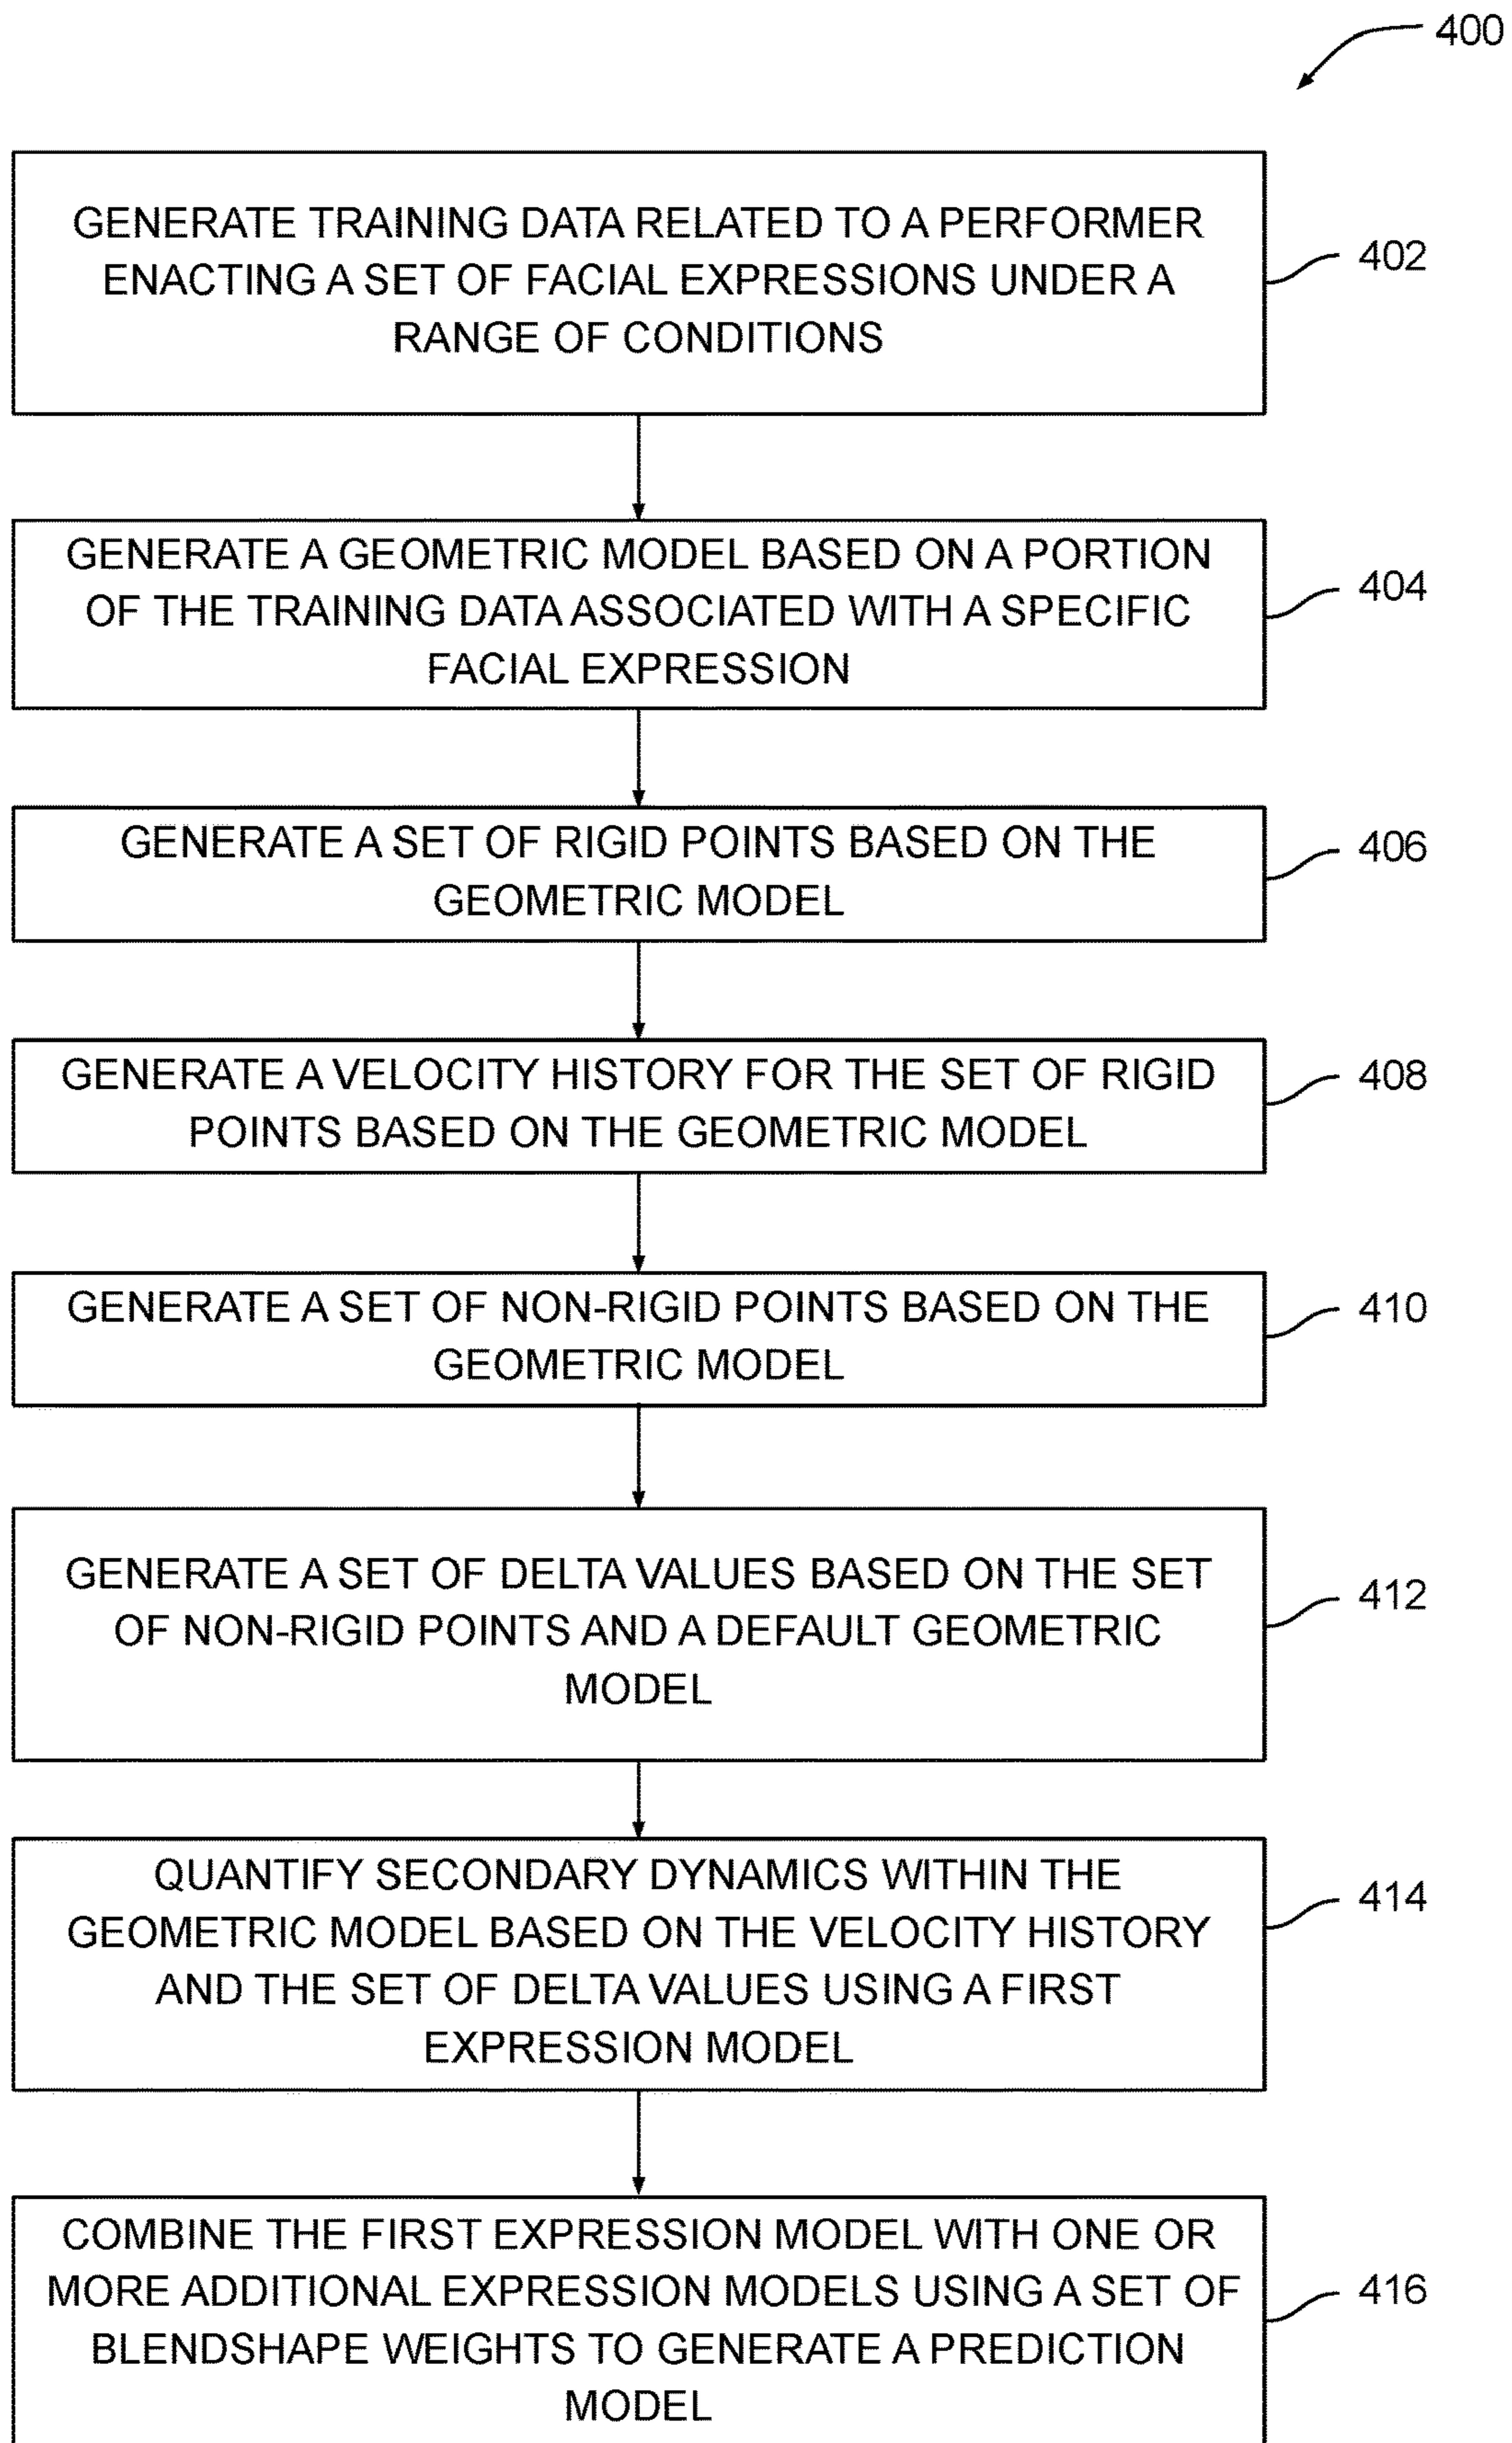 400
GENERATE TRAINING DATA RELATED TO A PERFORMER
ENACTING A SET OF FACIAL EXPRESSIONS UNDER A
RANGE OF CONDITIONS
402
GENERATE A GEOMETRIC MODEL BASED ON A PORTION
OF THE TRAINING DATA ASSOCIATED WITH A SPECIFIC
FACIAL EXPRESSION
404
GENERATE A SET OF RIGID POINTS BASED ON THE
GEOMETRIC MODEL
406
GENERATE A VELOCITY HISTORY FOR THE SET OF RIGID
POINTS BASED ON THE GEOMETRIC MODEL
408
GENERATE A SET OF NON-RIGID POINTS BASED ON THE
GEOMETRIC MODEL
410
GENERATE A SET OF DELTA VALUES BASED ON THE SET
OF NON-RIGID POINTS AND A DEFAULT GEOMETRIC
MODEL
412
QUANTIFY SECONDARY DYNAMICS WITHIN THE
GEOMETRIC MODEL BASED ON THE VELOCITY HISTORY
AND THE SET OF DELTA VALUES USING A FIRST
EXPRESSION MODEL
414
COMBINE THE FIRST EXPRESSION MODEL WITH ONE OR
MORE ADDITIONAL EXPRESSION MODELS USING A SET OF
BLENDSHAPE WEIGHTS TO GENERATE A PREDICTION
MODEL
416